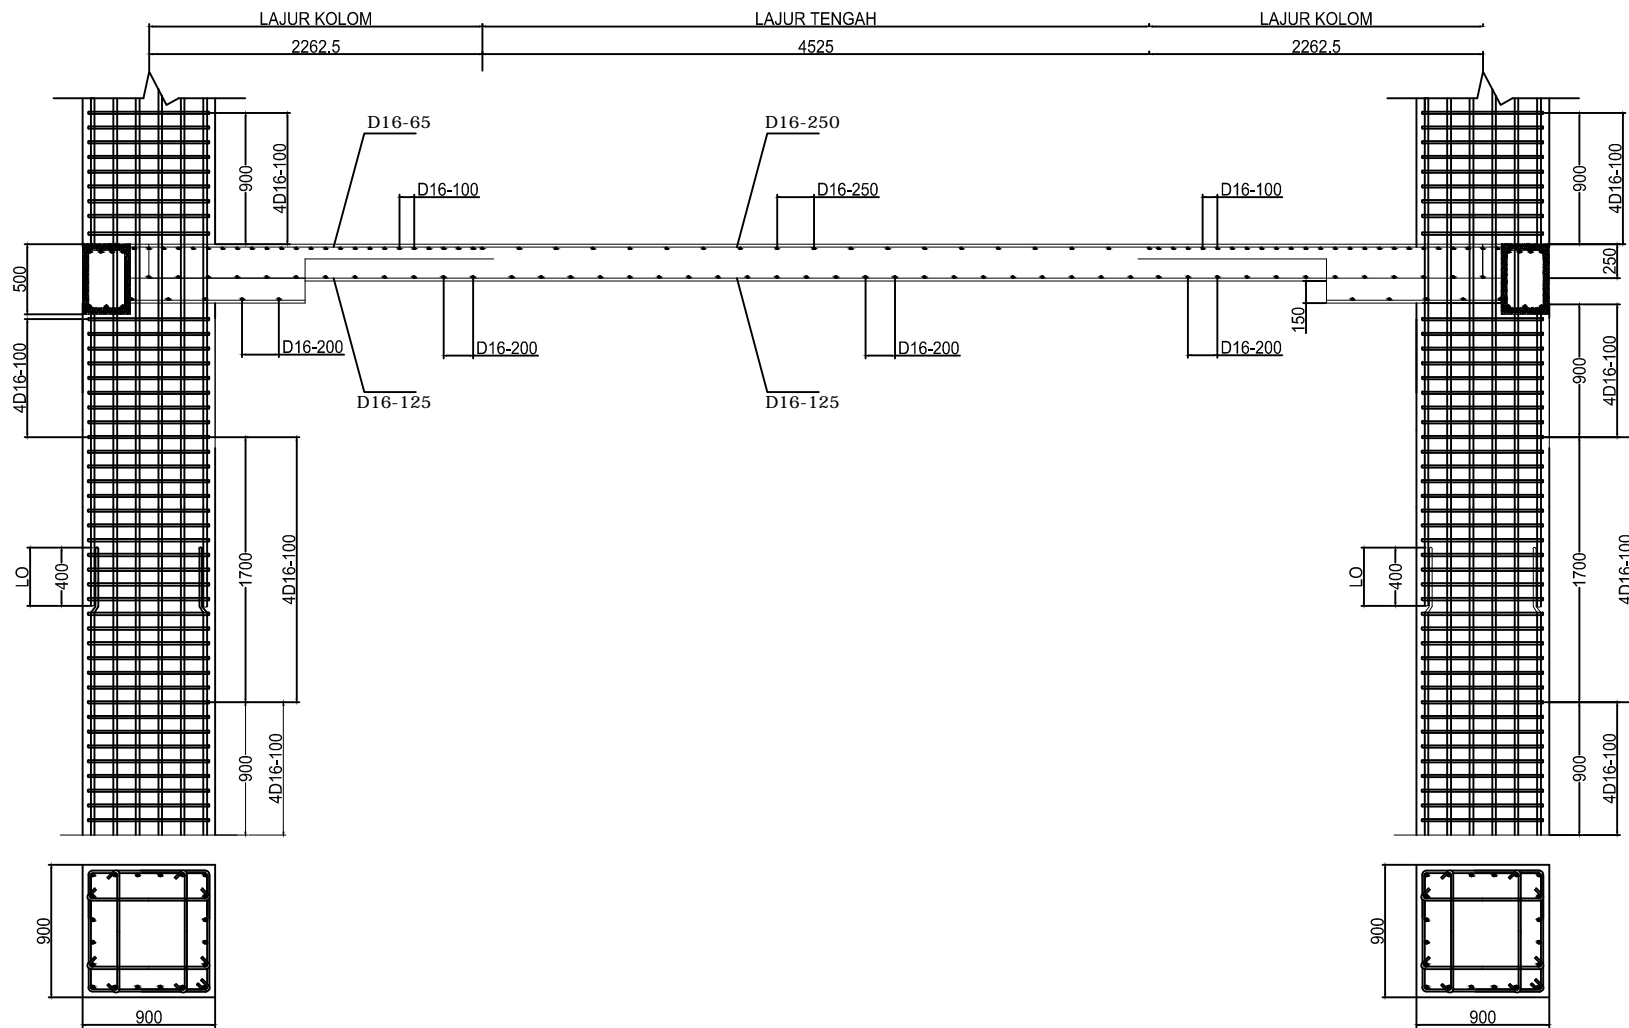 LAJUR KOLOM
LAJUR TENGAH
LAJUR KOLOM
2262.5
4525
2262.5
D16-65
D16-250
900
4D16-100
D16-100
D16-250
D16-100
900
4D16-100
500
250
150
D16-200
D16-200
D16-200
D16-200
4D16-100
900
4D16-100
D16-125
D16-125
LO
400
1700
4D16-100
LO
400
1700
4D16-100
900
4D16-100
900
4D16-100
900
900
900
900